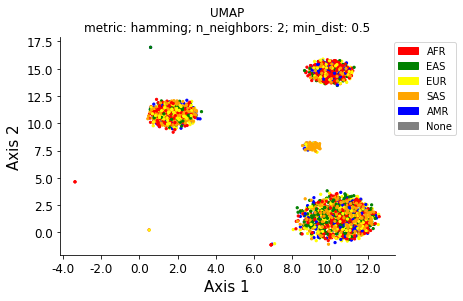 UMAP
metric: hamming; n_neighbors: 2; min_dist: 0.5
17.5
15.0
12.5
10.0
7.5
5.0
2.5
0.0
Axis 2
-4.0 -2.0 0.0 2.0 4.0 6.0 8.0 10.0 12.0
Axis 1
AFR
EAS
EUR
SAS
AMR
None